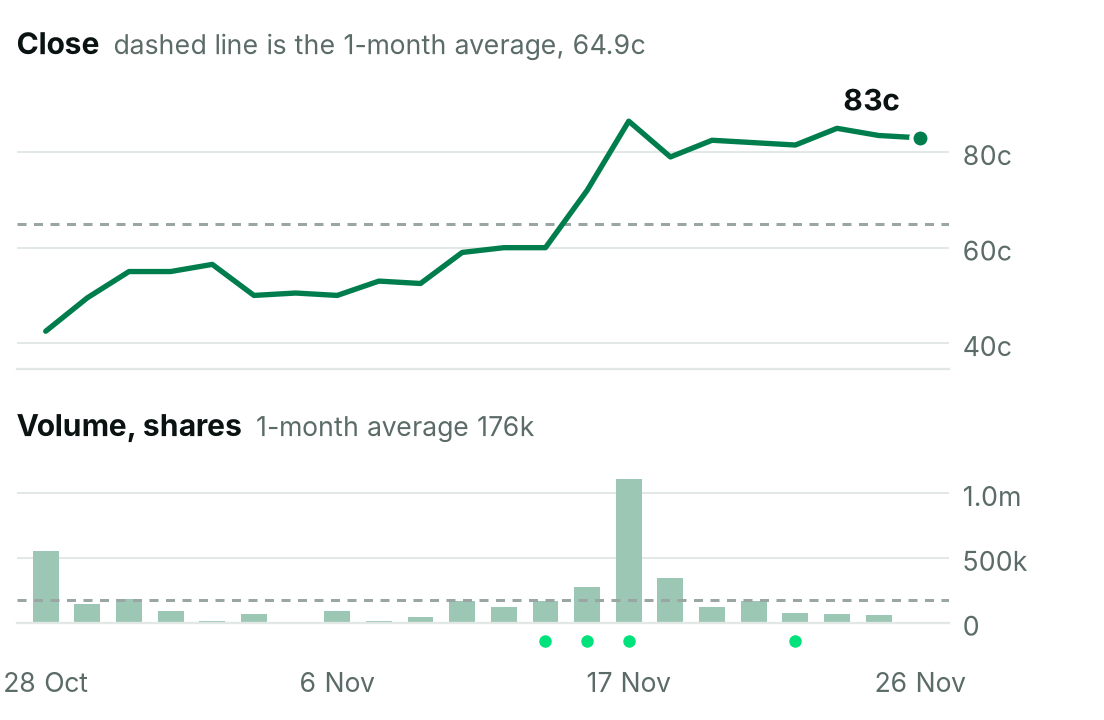 Close dashed line is the 1-month average, 64.9c
83c
80c
60c
40c
Volume, shares 1-month average 176k
1.0m
500k
0
28 Oct 6 Nov 17 Nov 26 Nov